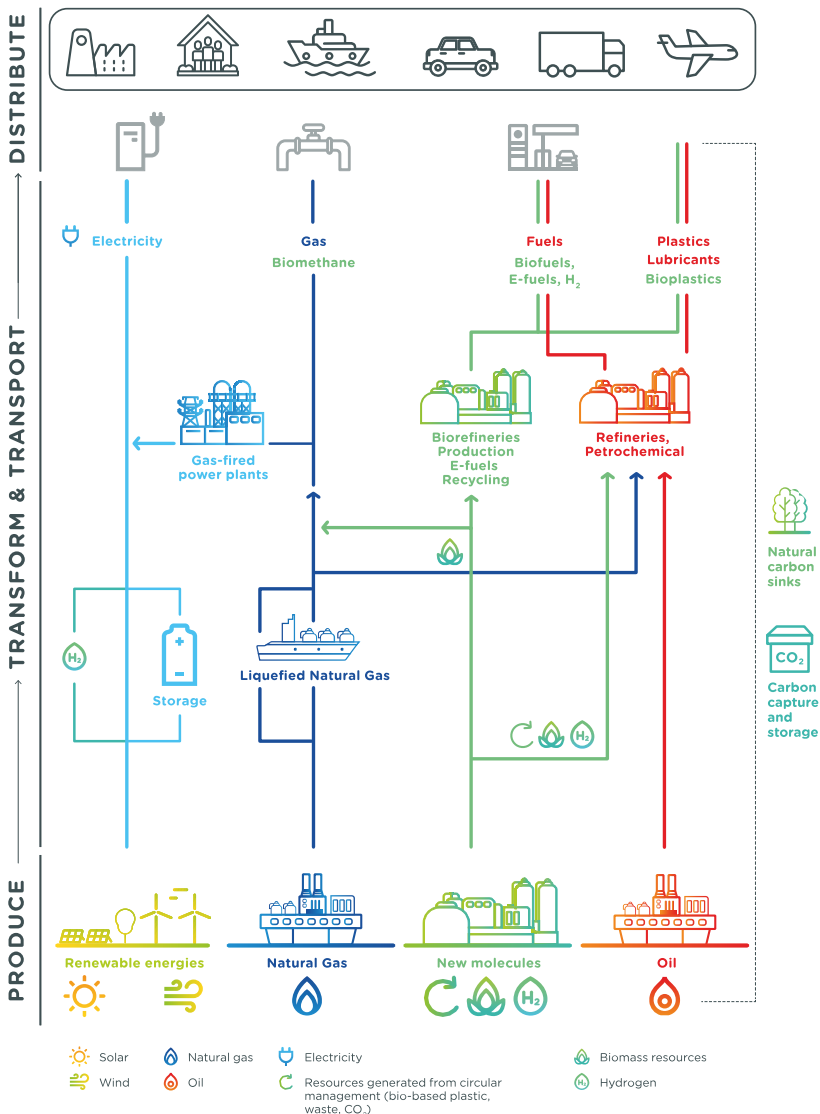 DISTRIBUTE
TRANSFORM & TRANSPORT
PRODUCE
Electricity
Gas
Biomethane
Fuels
Biofuels,
E-fuels, H₂
Plastics
Lubricants
Bioplastics
Gas-fired
power plants
Biorefineries
Production
E-fuels
Recycling
Refineries,
Petrochemical
Natural
carbon
sinks
H₂
Storage
Liquefied Natural Gas
CO₂
Carbon
capture
and
storage
H₂
Renewable energies
Natural Gas
New molecules
Oil
H₂
Solar
Natural gas
Electricity
Biomass resources
Wind
Oil
Resources generated from circular
management (bio-based plastic,
waste, CO₂)
H₂
Hydrogen